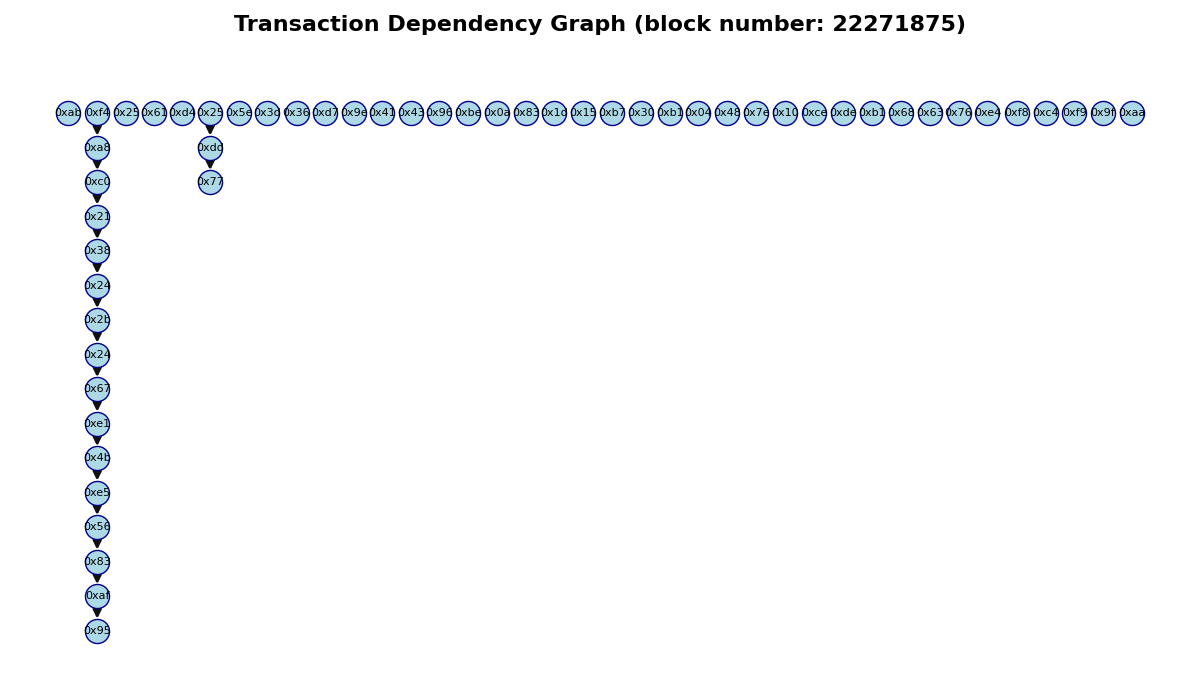 Transaction Dependency Graph (block number: 22271875)
0xab 0xf4 0x25 0x61 0xd4 0x25 0x5e 0x3d 0x36 0xd7 0x9e 0x41 0x43 0x96 0xbe 0x0a 0x83 0x1d 0x15 0xb7 0x30 0xb1 0x04 0x48 0x7e 0x10 0xce 0xde 0xb1 0x68 0x63 0x76 0xe4 0xf8 0xc4 0xf9 0x9f 0xaa
0xa8 0xdd
0xc0 0x77
0x21
0x38
0x24
0x2b
0x24
0x67
0xe1
0x4b
0xe5
0x56
0x83
0xaf
0x95